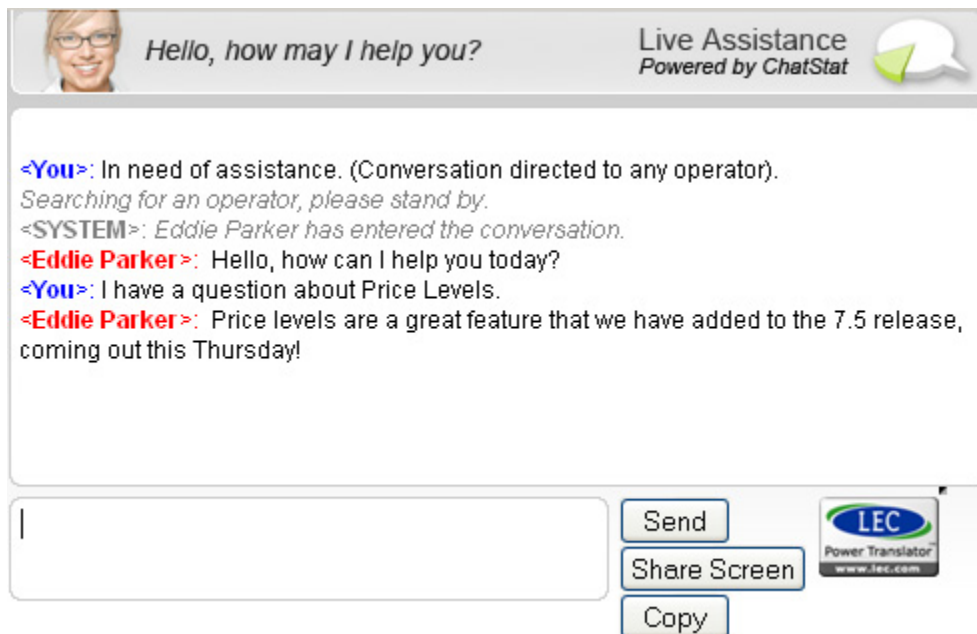 Hello, how may I help you?
Live Assistance
Powered by ChatStat
<You>: In need of assistance. (Conversation directed to any operator).
Searching for an operator, please stand by.
<SYSTEM>: Eddie Parker has entered the conversation.
<Eddie Parker>: Hello, how can I help you today?
<You>: I have a question about Price Levels.
<Eddie Parker>: Price levels are a great feature that we have added to the 7.5 release,
coming out this Thursday!
Send
Share Screen
Copy
LEC
Power Translator
www.lec.com